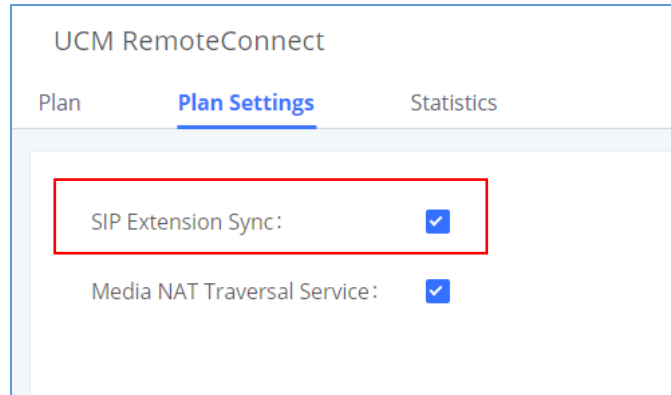 UCM RemoteConnect
Plan Plan Settings Statistics
SIP Extension Sync:
Media NAT Traversal Service: